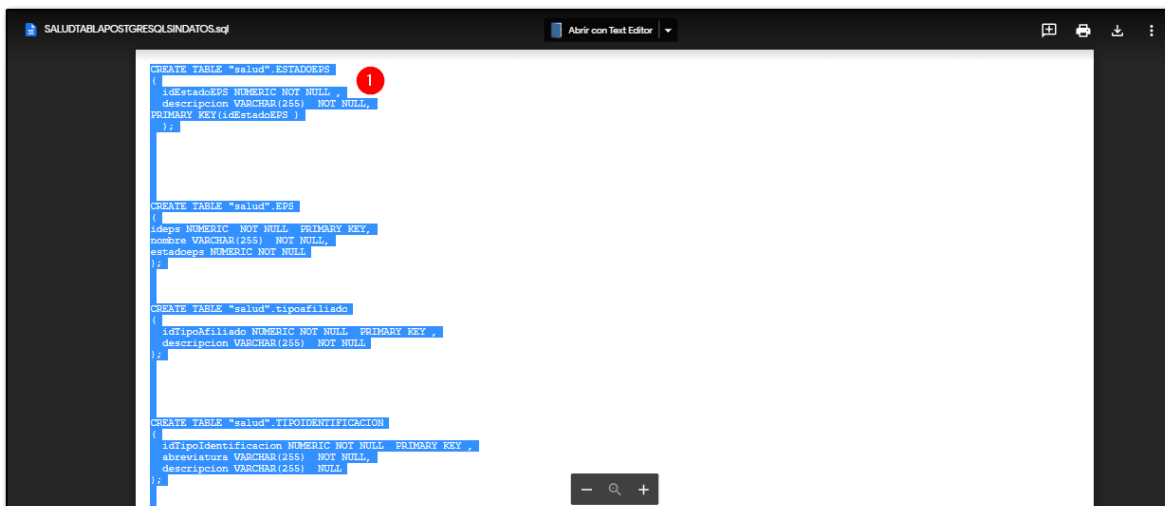 SALUDTABLAPOSTGRESQLSINDATOS.sql
Abrir con Text Editor
CREATE TABLE "salud".ESTADOEPS
1
(
idEstadoEPS NUMERIC NOT NULL ,
descripcion VARCHAR(255)  NOT NULL,
PRIMARY KEY(idEstadoEPS )
);
CREATE TABLE "salud".EPS
(
ideps NUMERIC  NOT NULL  PRIMARY KEY,
nombre VARCHAR(255)  NOT NULL,
estadoeps NUMERIC NOT NULL
);
CREATE TABLE "salud".tipoafiliado
(
idTipoAfiliado NUMERIC NOT NULL  PRIMARY KEY ,
descripcion VARCHAR(255)  NOT NULL
);
CREATE TABLE "salud".TIPOIDENTIFICACION
(
idTipoIdentificacion NUMERIC NOT NULL  PRIMARY KEY ,
abreviatura VARCHAR(255)  NOT NULL,
descripcion VARCHAR(255)  NULL
);